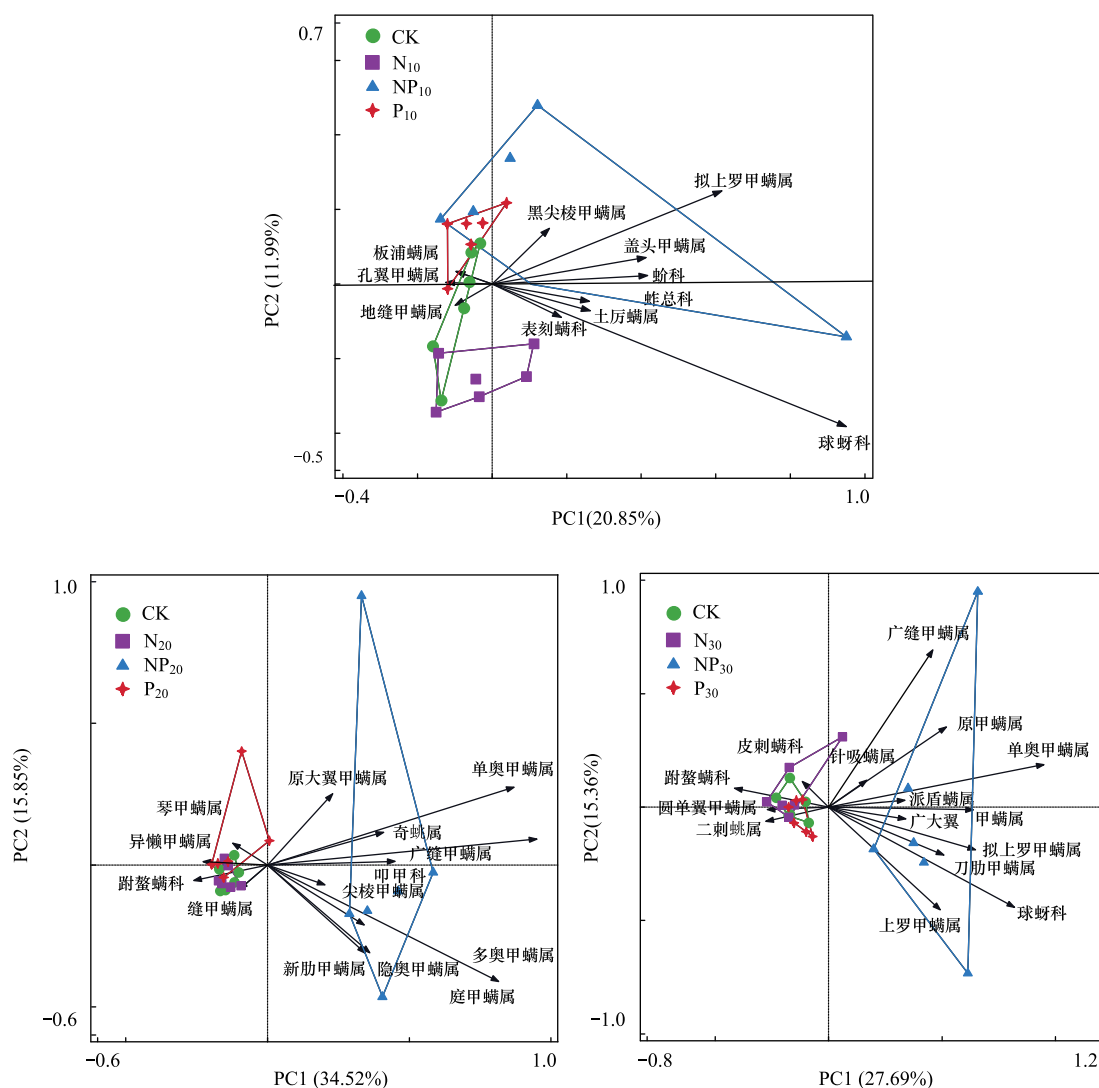 0.7
CK
N₁₀
NP₁₀
P₁₀
拟上罗甲螨属
黑尖棱甲螨属
盖头甲螨属
板浦螨属
蚧科
孔翼甲螨属
蚱总科
地缝甲螨属
土厉螨属
表刻螨科
球蚜科
PC2 (11.99%)
−0.5
−0.4
1.0
PC1(20.85%)
1.0
CK
N₂₀
NP₂₀
P₂₀
原大翼甲螨属
单奥甲螨属
琴甲螨属
奇䖴属
异懒甲螨属
广缝甲螨属
叩甲科
跗螯螨科
尖棱甲螨属
缝甲螨属
多奥甲螨属
新肋甲螨属
隐奥甲螨属
庭甲螨属
PC2 (15.85%)
−0.6
−0.6
1.0
PC1 (34.52%)
1.0
CK
N₃₀
NP₃₀
P₃₀
广缝甲螨属
原甲螨属
皮刺螨科
针吸螨属
单奥甲螨属
跗螯螨科
派盾螨属
圆单翼甲螨属
广大翼
甲螨属
二刺䖴属
拟上罗甲螨属
刀肋甲螨属
上罗甲螨属
球蚜科
PC2(15.36%)
−1.0
−0.8
1.2
PC1 (27.69%)